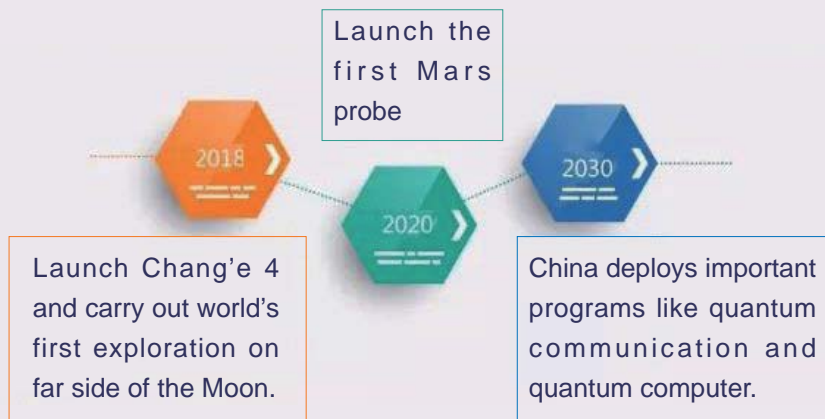 Launch the
first Mars
probe
2018
2020
2030
Launch Chang’e 4
and carry out world’s
first exploration on
far side of the Moon.
China deploys important
programs like quantum
communication and
quantum computer.